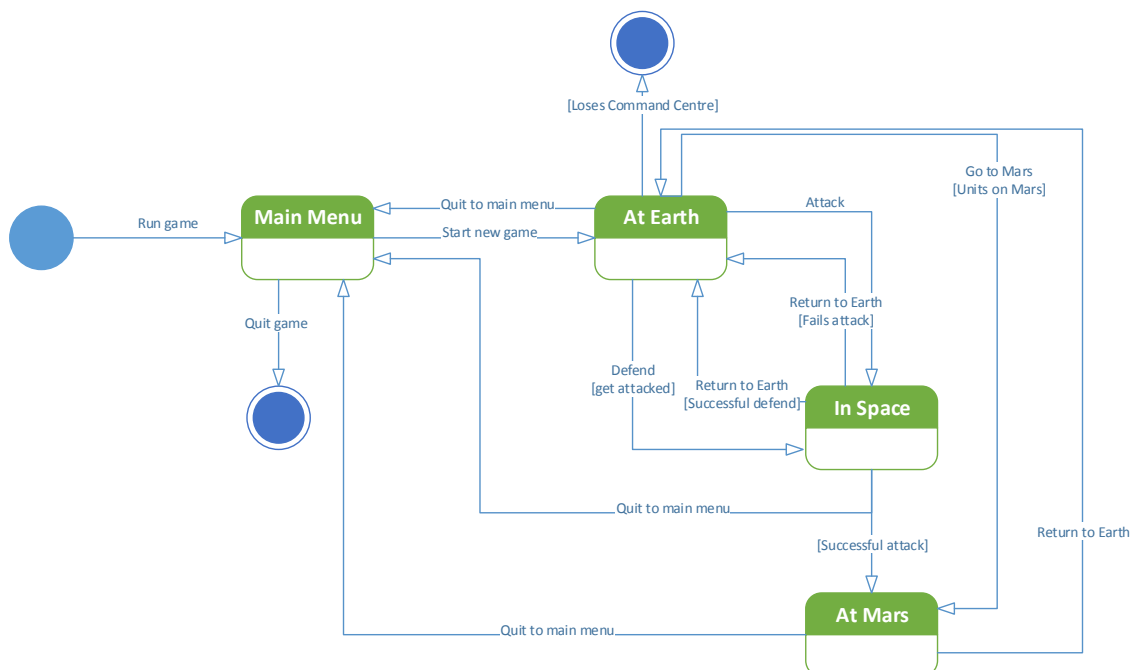 [Loses Command Centre]
Go to Mars
[Units on Mars]
Main Menu
Quit to main menu
At Earth
Attack
Run game
Start new game
Return to Earth
[Fails attack]
Quit game
Defend
[get attacked]
Return to Earth
[Successful defend]
In Space
Quit to main menu
[Successful attack]
Return to Earth
At Mars
Quit to main menu